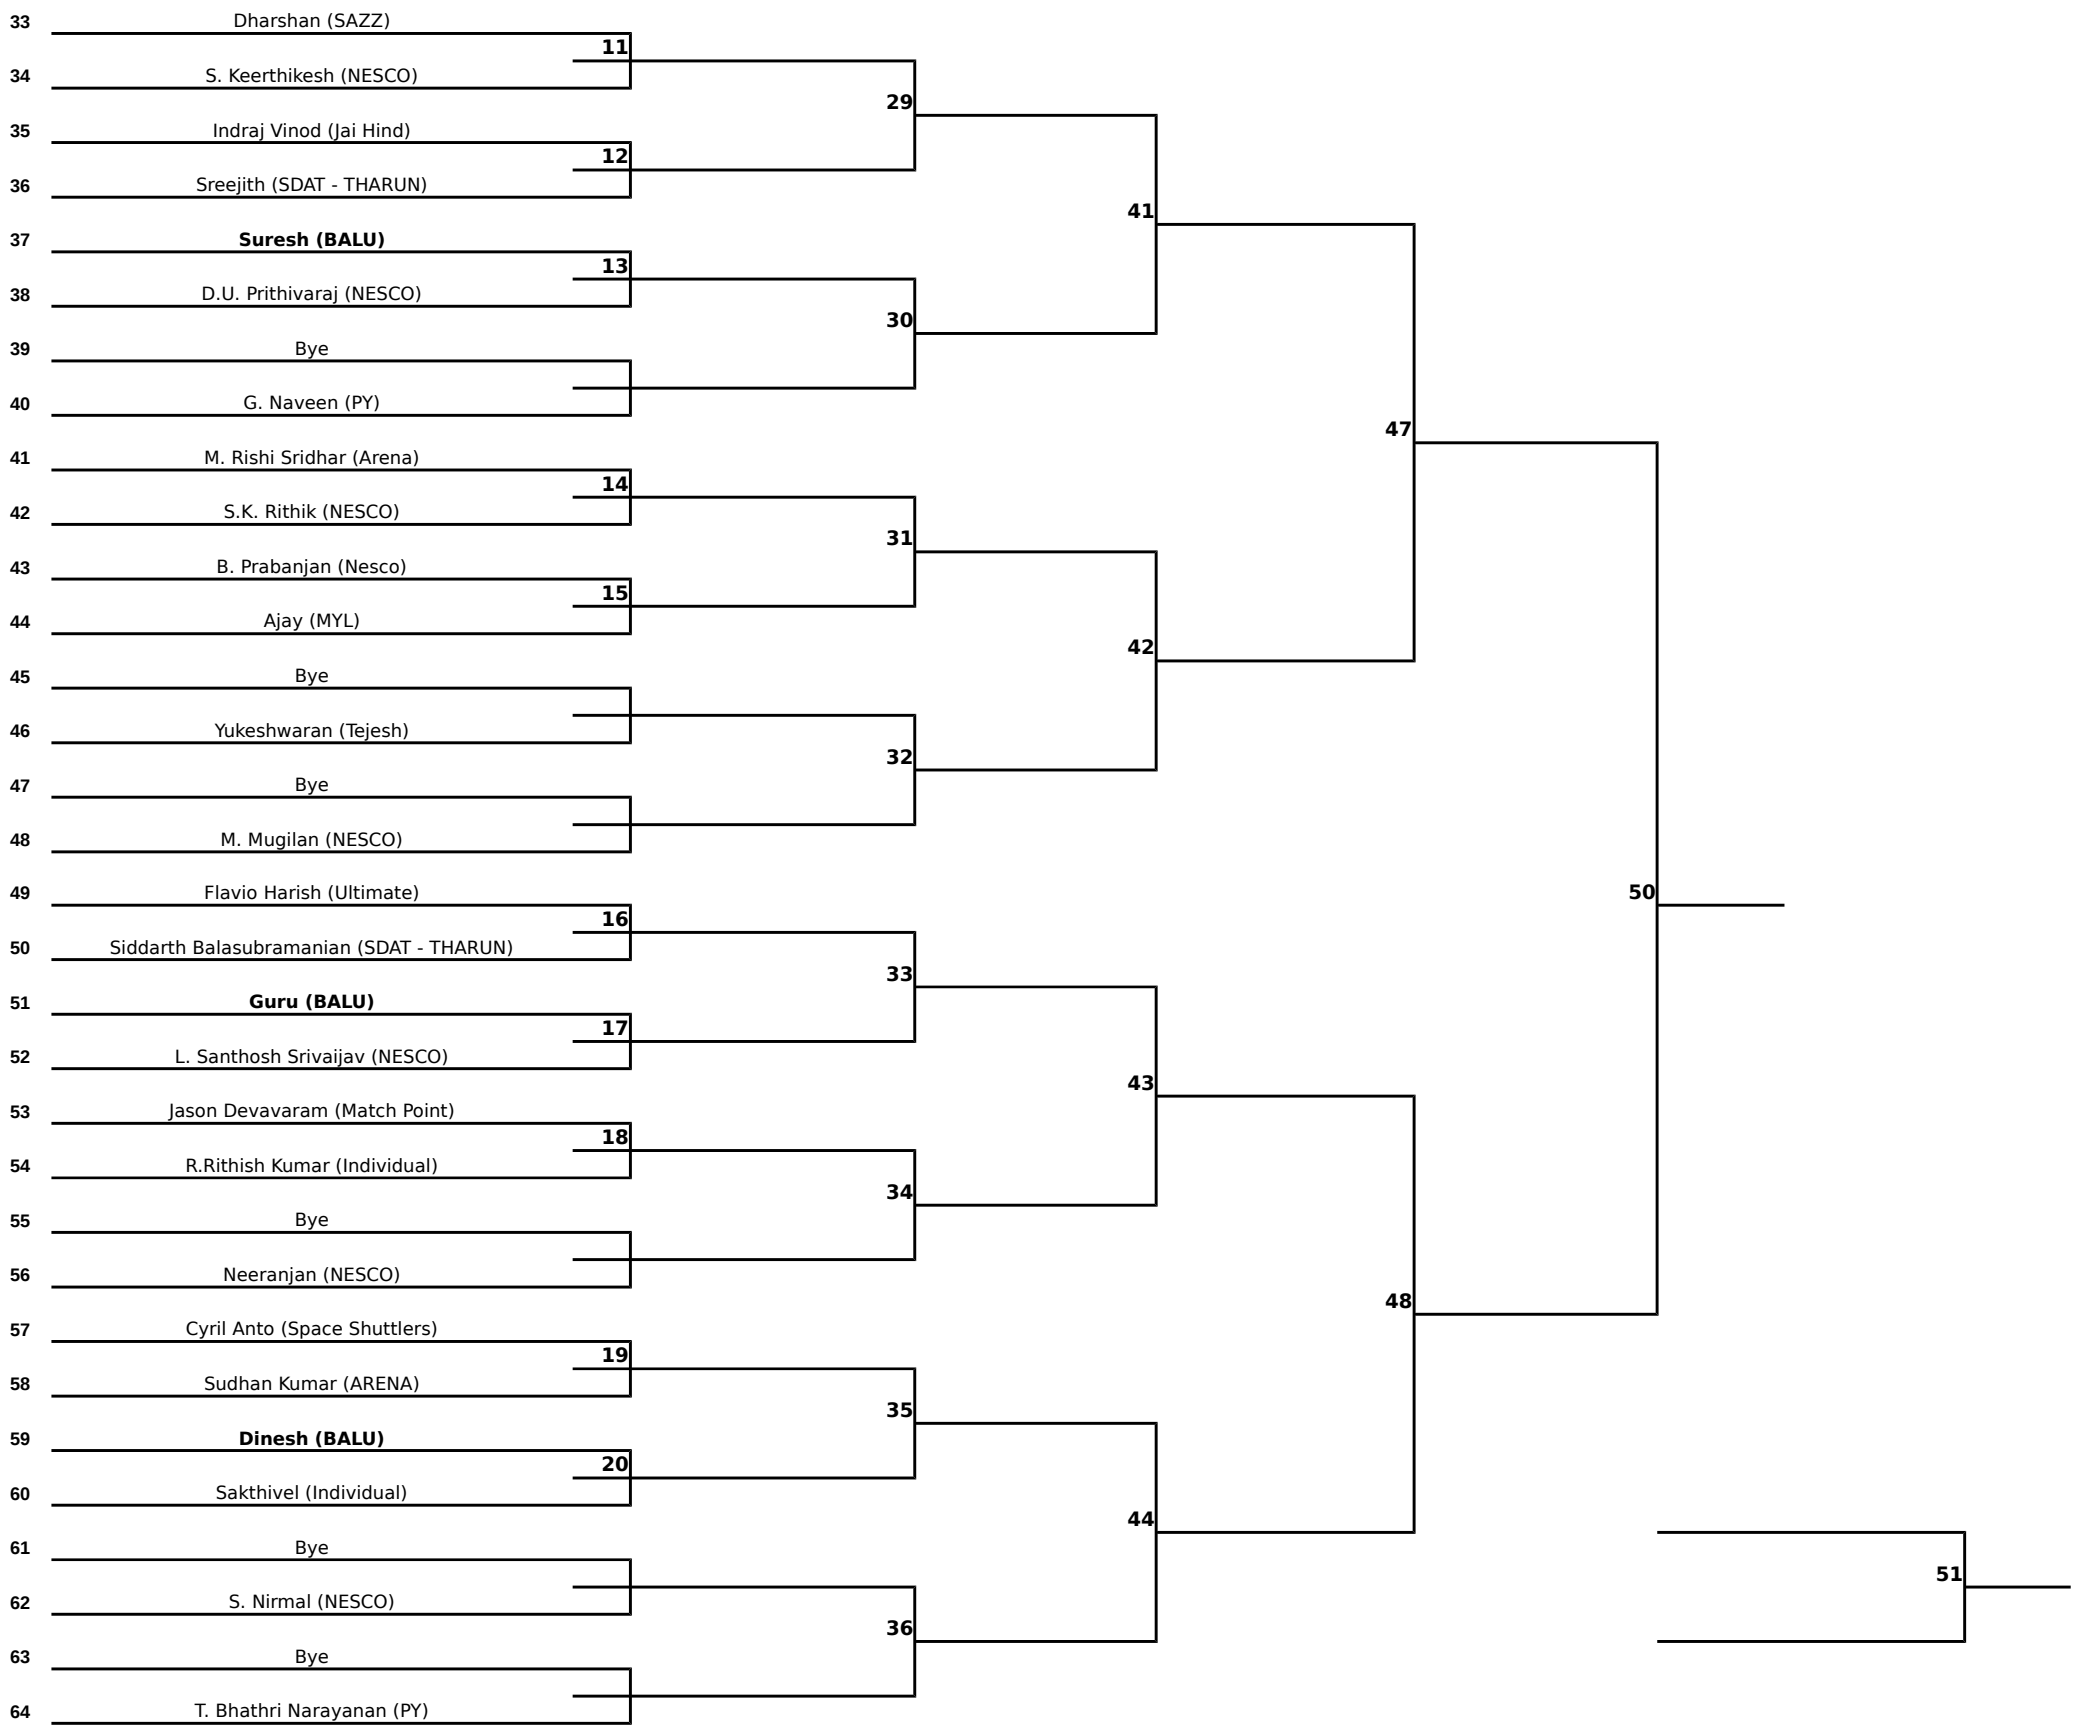 33 Dharshan (SAZZ)
11
34 S. Keerthikesh (NESCO)
29
35 Indraj Vinod (Jai Hind)
12
36 Sreejith (SDAT - THARUN)
41
37 Suresh (BALU)
13
38 D.U. Prithivaraj (NESCO)
30
39 Bye
40 G. Naveen (PY)
47
41 M. Rishi Sridhar (Arena)
14
42 S.K. Rithik (NESCO)
31
43 B. Prabanjan (Nesco)
15
44 Ajay (MYL)
42
45 Bye
46 Yukeshwaran (Tejesh)
32
47 Bye
48 M. Mugilan (NESCO)
49 Flavio Harish (Ultimate)
50
16
50 Siddarth Balasubramanian (SDAT - THARUN)
33
51 Guru (BALU)
17
52 L. Santhosh Srivaijav (NESCO)
43
53 Jason Devavaram (Match Point)
18
54 R.Rithish Kumar (Individual)
34
55 Bye
56 Neeranjan (NESCO)
48
57 Cyril Anto (Space Shuttlers)
19
58 Sudhan Kumar (ARENA)
35
59 Dinesh (BALU)
20
60 Sakthivel (Individual)
44
61 Bye
51
62 S. Nirmal (NESCO)
36
63 Bye
64 T. Bhathri Narayanan (PY)